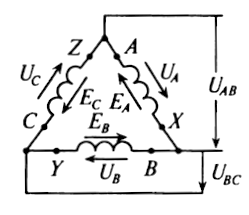 Z A
U_C U_A
E_C E_A U_AB
C X
E_B
Y U_B B U_BC